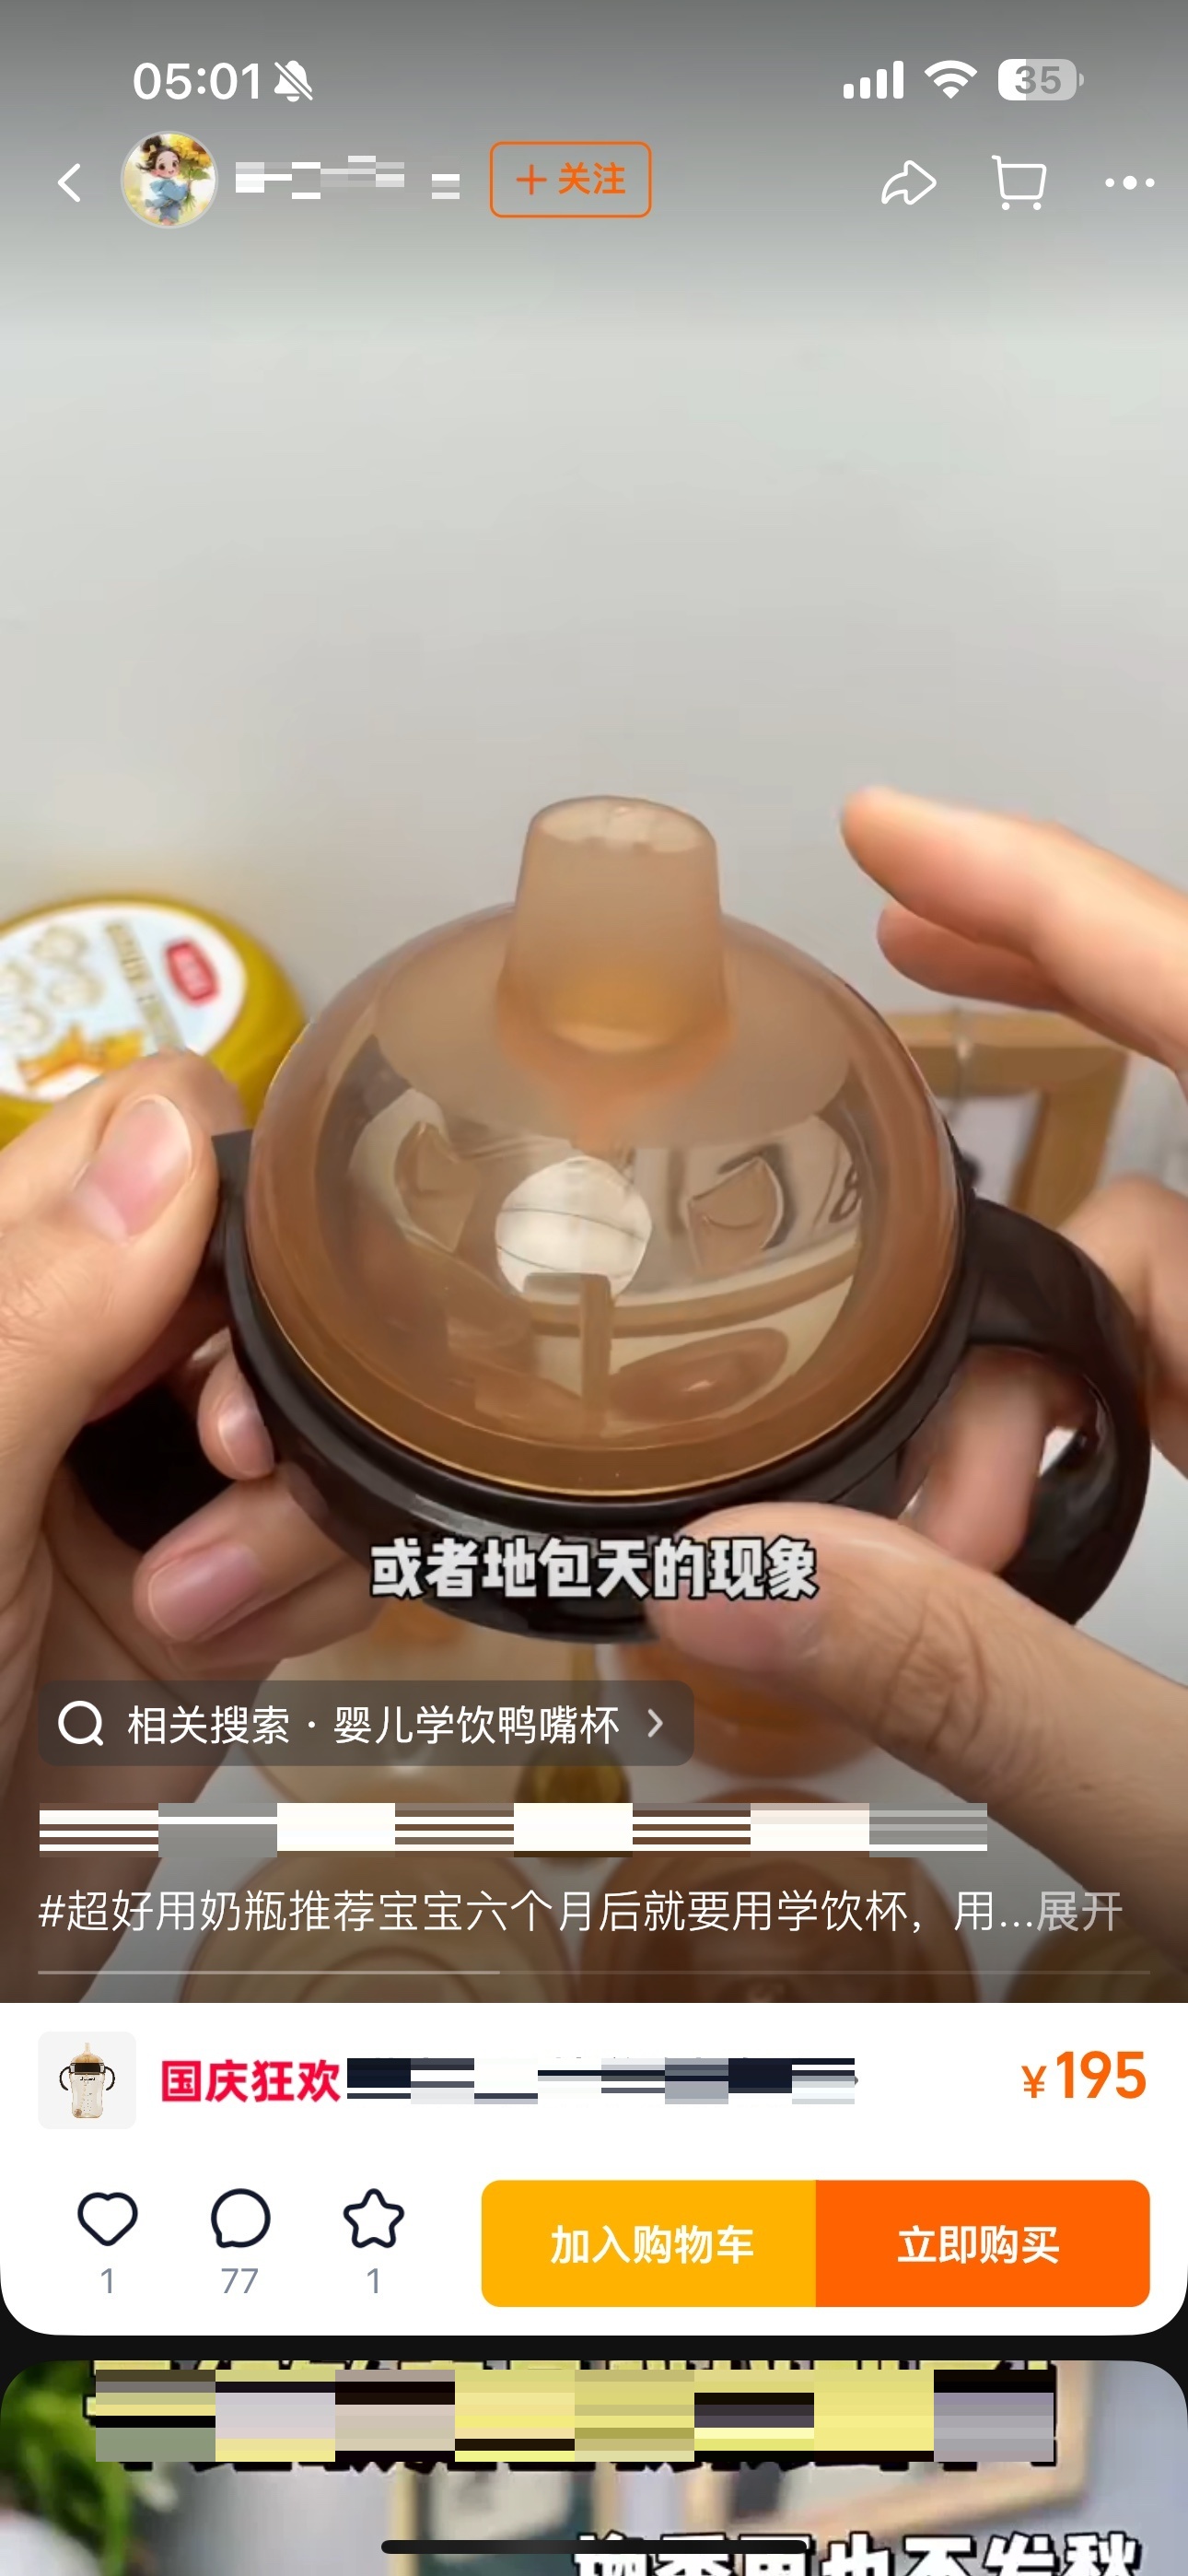 05:01
35
关注
或者地包天的现象
相关搜索 · 婴儿学饮鸭嘴杯
#超好用奶瓶推荐宝宝六个月后就要用学饮杯，用...展开
国庆狂欢
¥195
1
77
1
加入购物车
立即购买